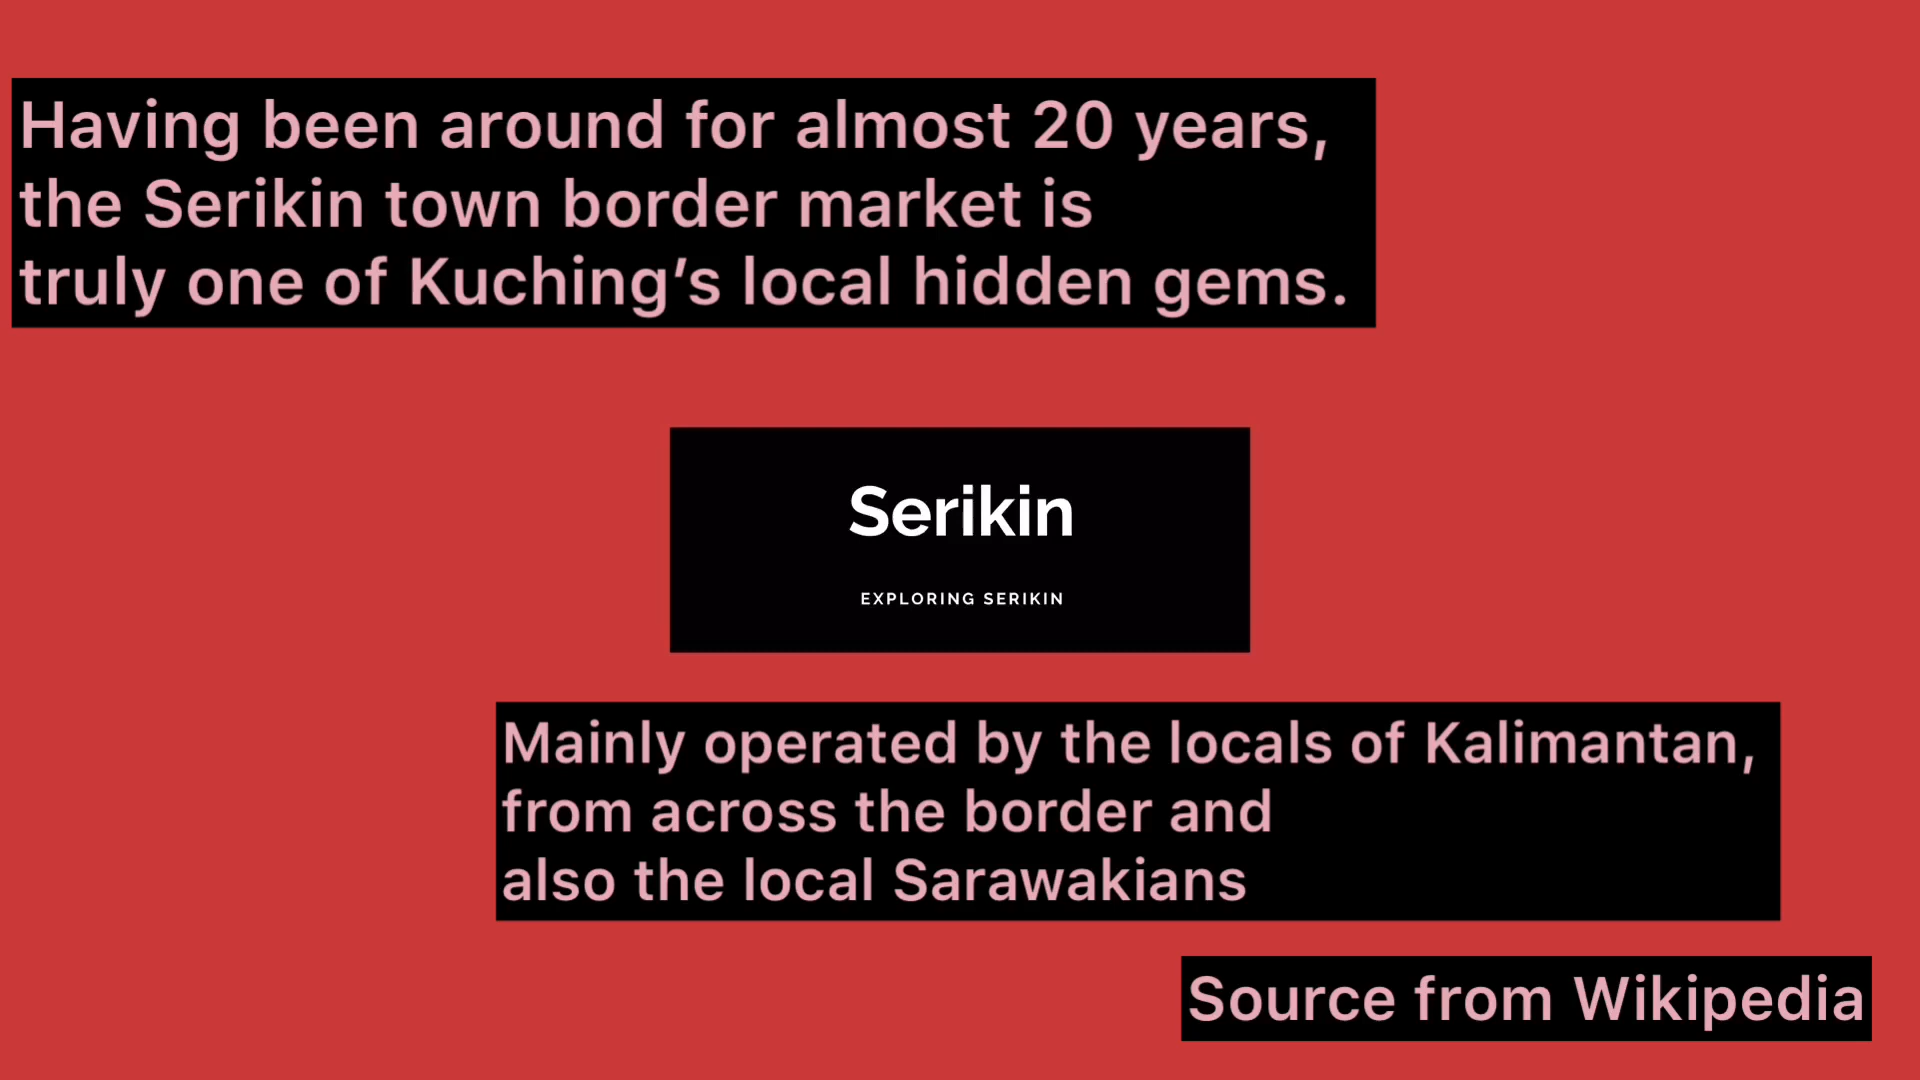 Having been around for almost 20 years,
the Serikin town border market is
truly one of Kuching’s local hidden gems.
Serikin
EXPLORING SERIKIN
Mainly operated by the locals of Kalimantan,
from across the border and
also the local Sarawakians
Source from Wikipedia